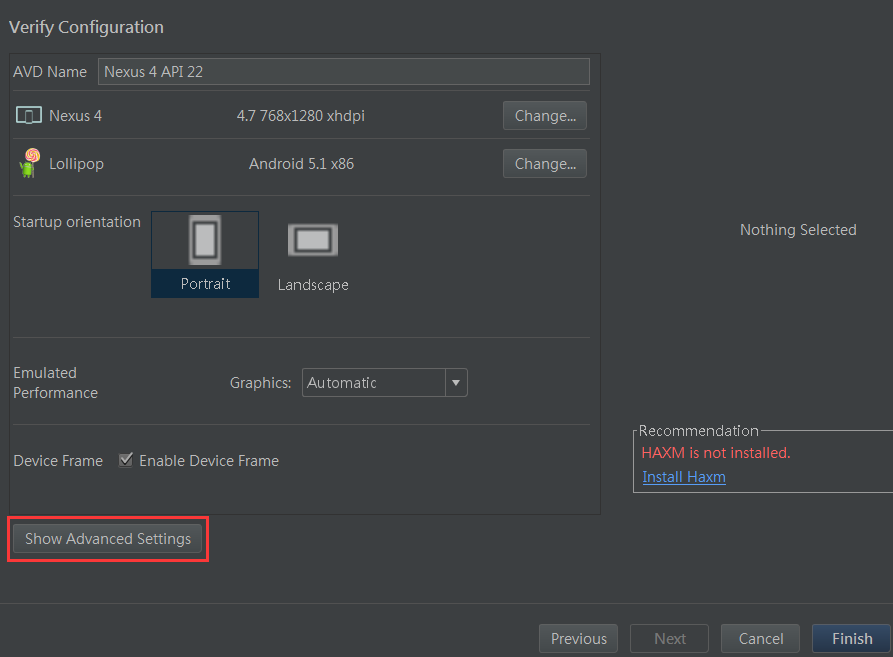 Verify Configuration
AVD Name Nexus 4 API 22
Nexus 4 4.7 768x1280 xhdpi Change...
Lollipop Android 5.1 x86 Change...
Startup orientation
Portrait Landscape
Nothing Selected
Emulated
Performance
Graphics: Automatic
Recommendation
HAXM is not installed.
Install Haxm
Device Frame Enable Device Frame
Show Advanced Settings
Previous Next Cancel Finish